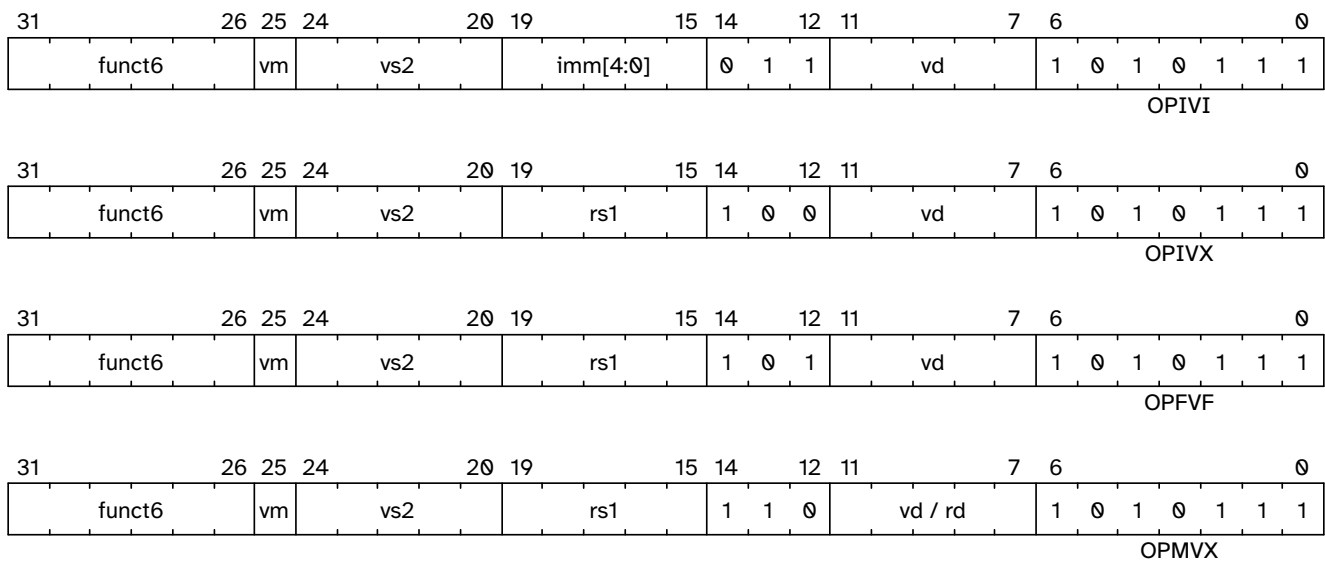 31 26 25 24 20 19 15 14 12 11 7 6 0
funct6 vm vs2 imm[4:0] 0 1 1 vd 1 0 1 0 1 1 1
OPIVI
31 26 25 24 20 19 15 14 12 11 7 6 0
funct6 vm vs2 rs1 1 0 0 vd 1 0 1 0 1 1 1
OPIVX
31 26 25 24 20 19 15 14 12 11 7 6 0
funct6 vm vs2 rs1 1 0 1 vd 1 0 1 0 1 1 1
OPFVF
31 26 25 24 20 19 15 14 12 11 7 6 0
funct6 vm vs2 rs1 1 1 0 vd / rd 1 0 1 0 1 1 1
OPMVX